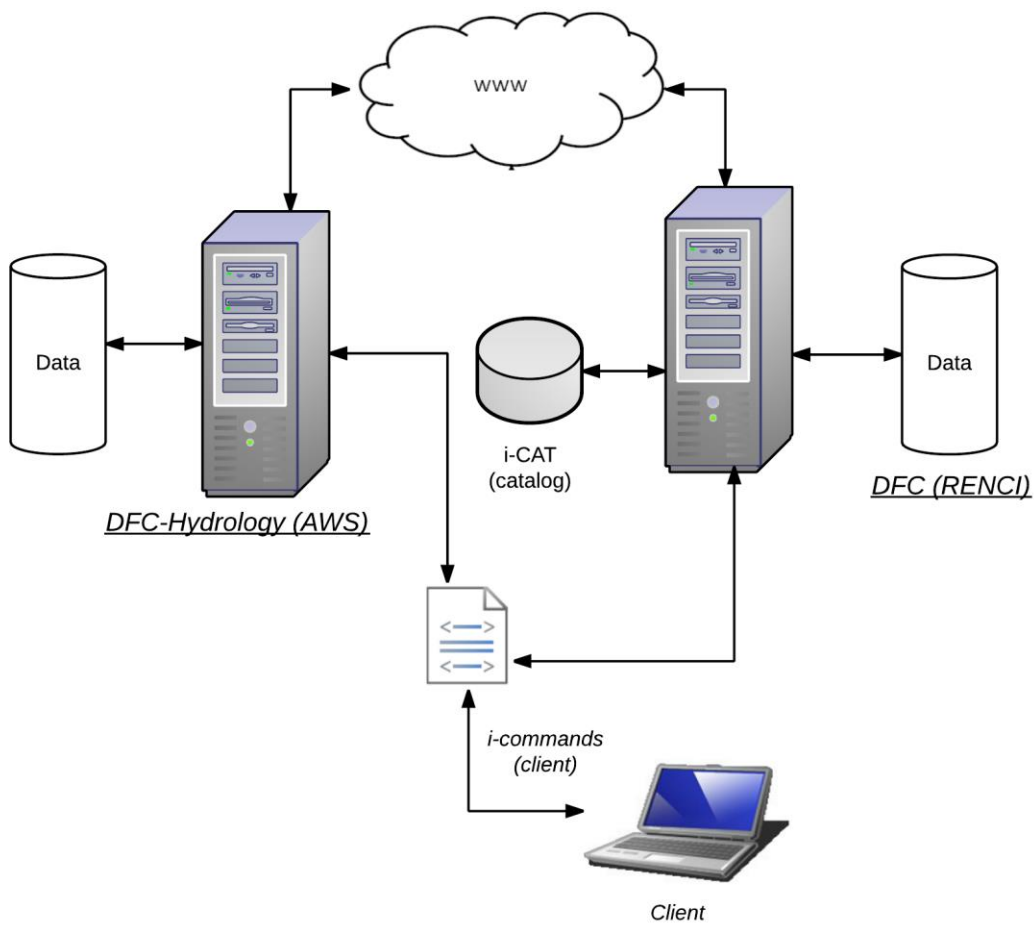 www
Data
Data
i-CAT
(catalog)
DFC (RENCI)
DFC-Hydrology (AWS)
i-commands
(client)
Client